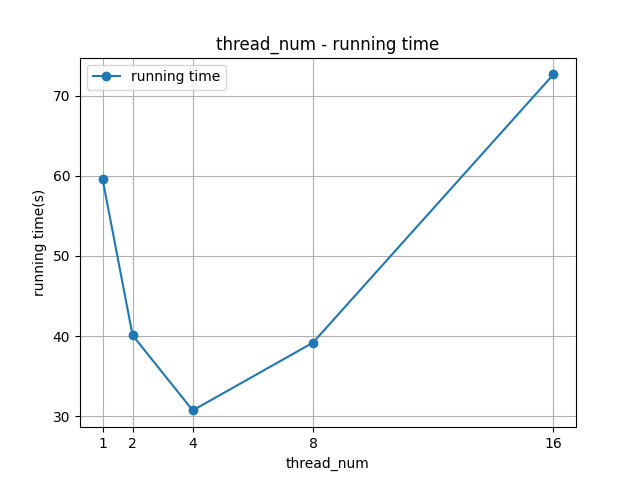 thread_num - running time
running time
running time(s)
70
60
50
40
30
1 2 4 8 16
thread_num